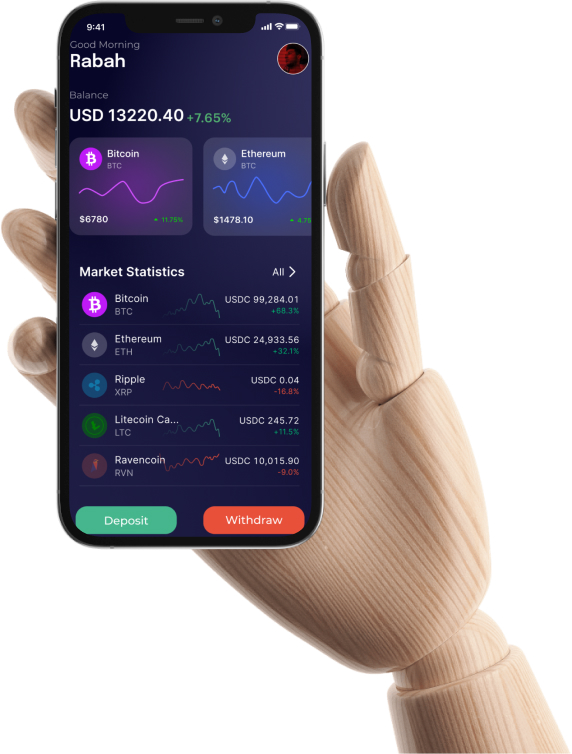 9:41
Good Morning
Rabah
Balance
USD 13220.40 +7.65%
Bitcoin
BTC
$6780
11.75%
Ethereum
BTC
$1478.10
4.75
Market Statistics
All
Bitcoin
BTC
USDC 99,284.01
+68.3%
Ethereum
ETH
USDC 24,933.56
+32.1%
Ripple
XRP
USDC 0.04
-16.8%
Litecoin Ca...
LTC
USDC 245.72
+11.5%
Ravencoin
RVN
USDC 10,015.90
-9.0%
Deposit
Withdraw